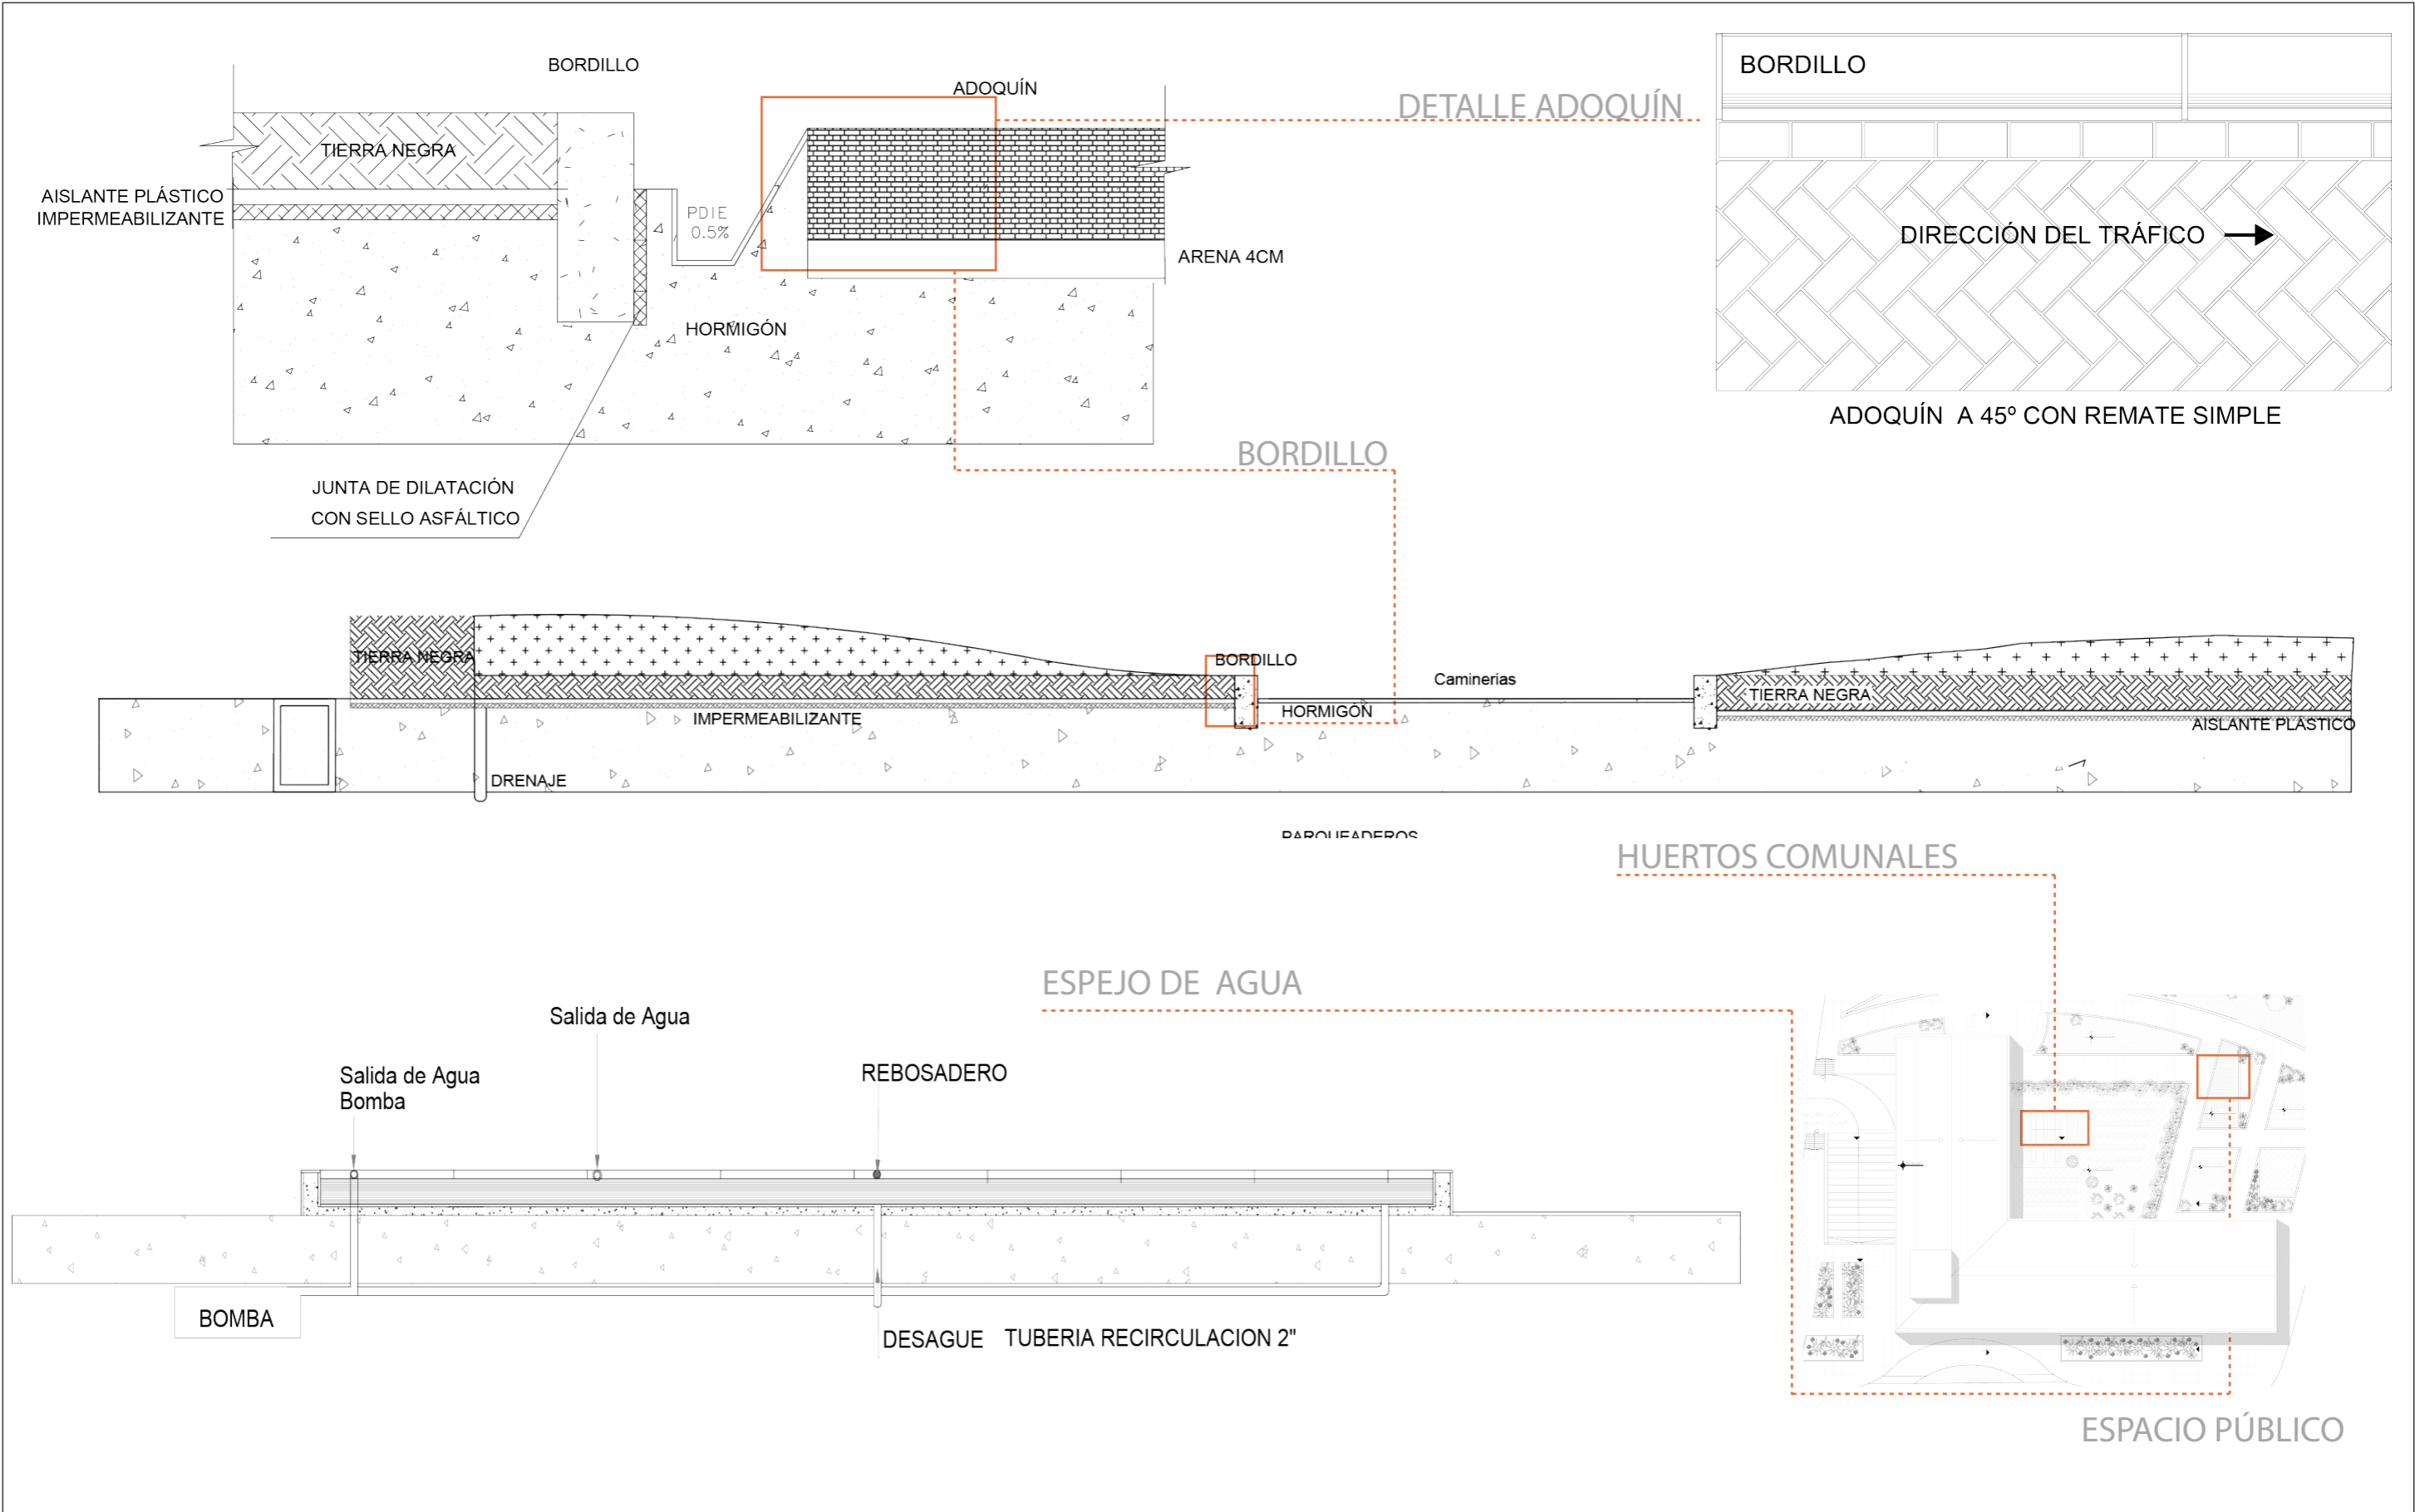 BORDILLO
ADOQUÍN
DETALLE ADOQUÍN
BORDILLO
TIERRA NEGRA
AISLANTE PLÁSTICO
IMPERMEABILIZANTE
PDIE
0.5%
DIRECCIÓN DEL TRÁFICO
ARENA 4CM
HORMIGÓN
ADOQUÍN A 45º CON REMATE SIMPLE
BORDILLO
JUNTA DE DILATACIÓN
CON SELLO ASFÁLTICO
TIERRA NEGRA
BORDILLO
Caminerias
TIERRA NEGRA
IMPERMEABILIZANTE
HORMIGÓN
AISLANTE PLÁSTICO
DRENAJE
PARQUEADEROS
HUERTOS COMUNALES
ESPEJO DE AGUA
Salida de Agua
Salida de Agua
Bomba
REBOSADERO
BOMBA
DESAGUE TUBERIA RECIRCULACION 2"
ESPACIO PÚBLICO